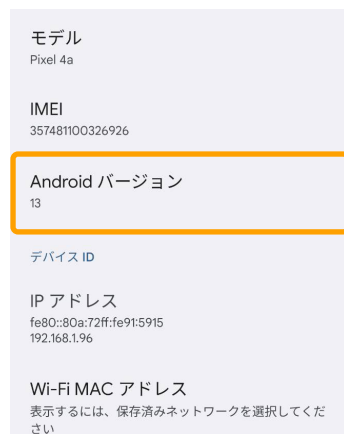 モデル
Pixel 4a
IMEI
357481100326926
Android バージョン
13
デバイス ID
IP アドレス
fe80::80a:72ff:fe91:5915
192.168.1.96
Wi-Fi MAC アドレス
表示するには、保存済みネットワークを選択してくだ
さい